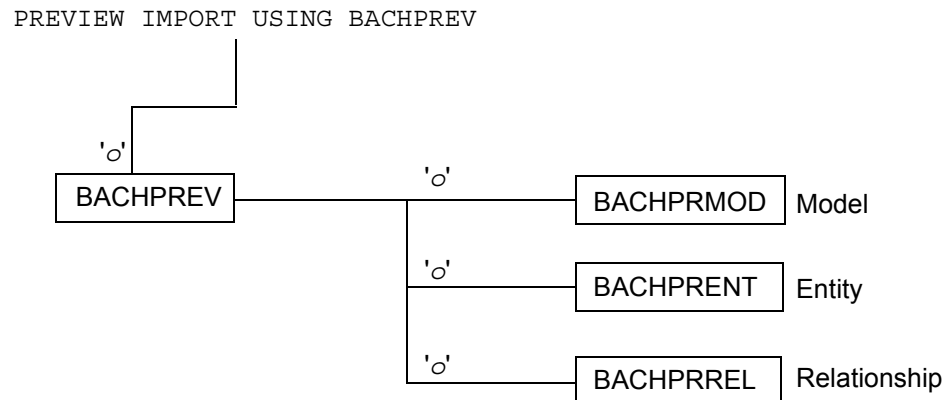 PREVIEW IMPORT USING BACHPREV
'o'
BACHPREV
'o'
BACHPRMOD Model
'o'
BACHPRENT Entity
'o'
BACHPRREL Relationship